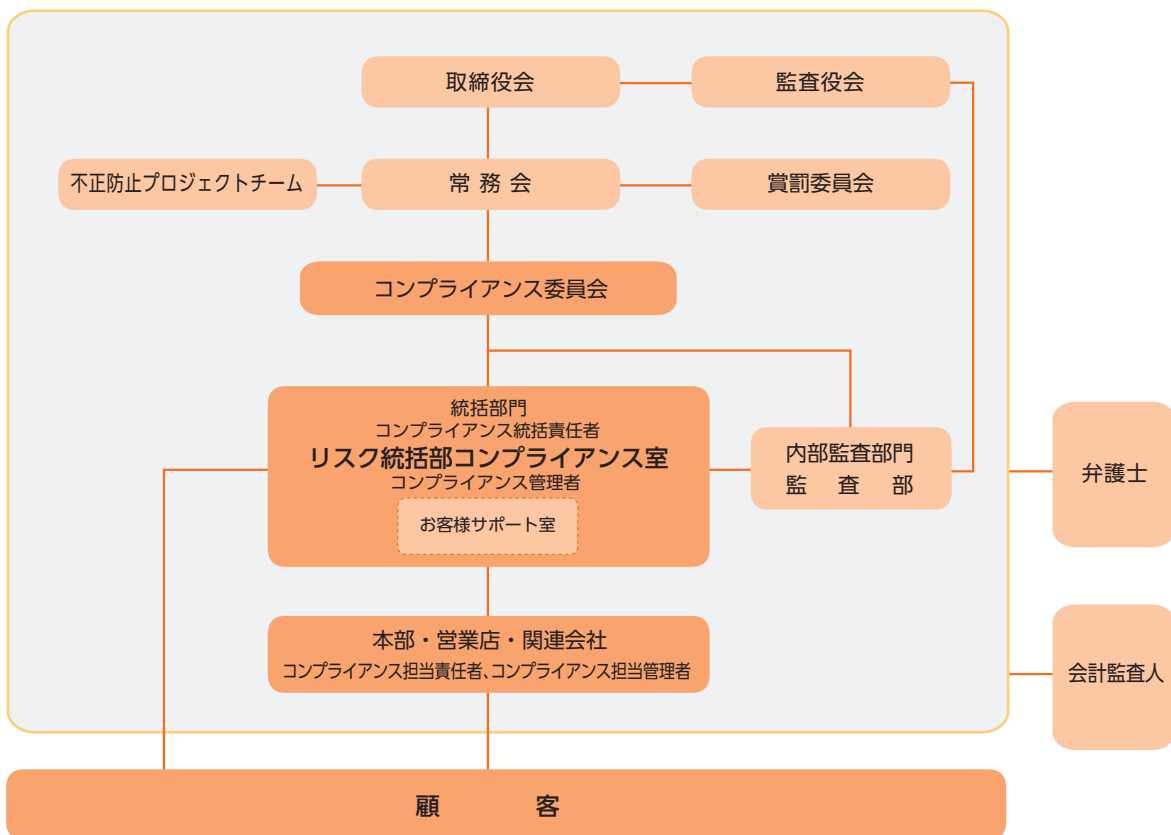 取締役会
監査役会
不正防止プロジェクトチーム
常務会
賞罰委員会
コンプライアンス委員会
統括部門
コンプライアンス統括責任者
リスク統括部コンプライアンス室
コンプライアンス管理者
お客様サポート室
内部監査部門
監査部
弁護士
本部・営業店・関連会社
コンプライアンス担当責任者、コンプライアンス担当管理者
会計監査人
顧客